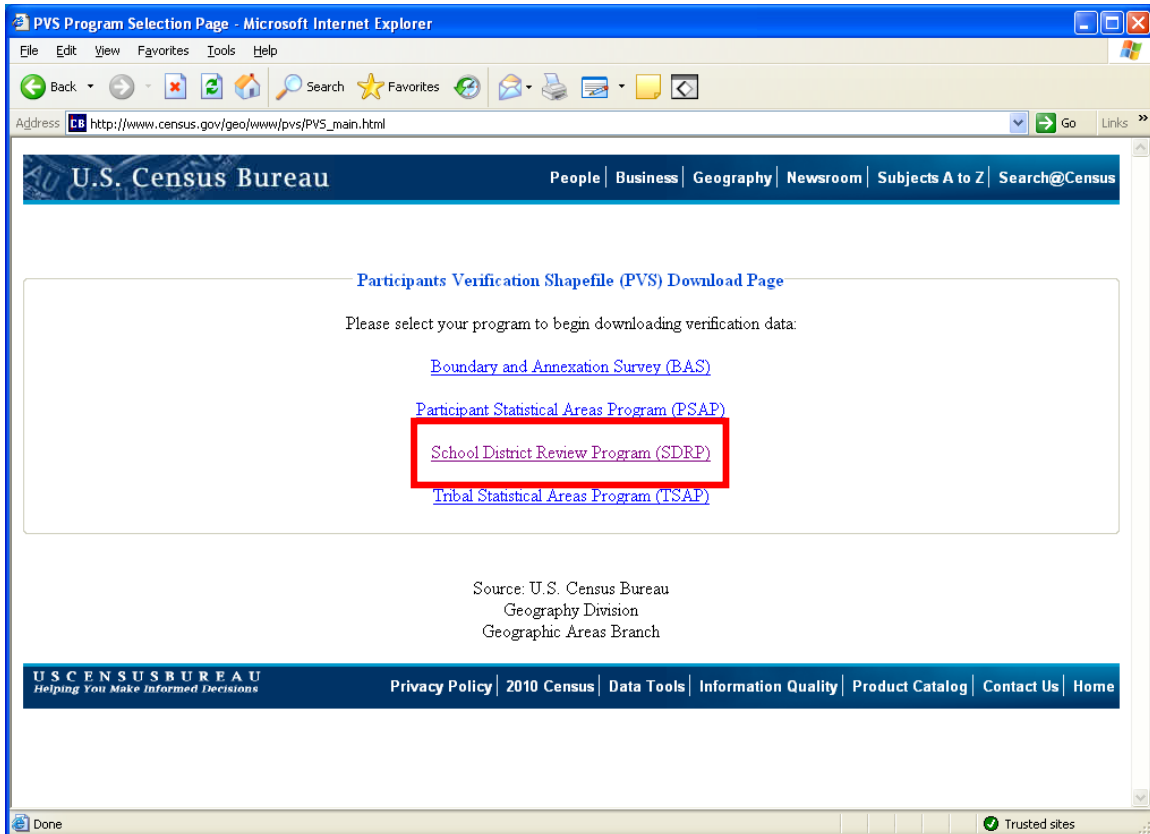 PVS Program Selection Page - Microsoft Internet Explorer
File Edit View Favorites Tools Help
Back Search Favorites
Address CB http://www.census.gov/geo/www/pvs/PVS_main.html Go Links »
U.S. Census Bureau People Business Geography Newsroom Subjects A to Z Search@Census
Participants Verification Shapefile (PVS) Download Page
Please select your program to begin downloading verification data:
Boundary and Annexation Survey (BAS)
Participant Statistical Areas Program (PSAP)
School District Review Program (SDRP)
Tribal Statistical Areas Program (TSAP)
Source: U.S. Census Bureau
Geography Division
Geographic Areas Branch
USCENSUSBUREAU
Helping You Make Informed Decisions
Privacy Policy 2010 Census Data Tools Information Quality Product Catalog Contact Us Home
Done Trusted sites